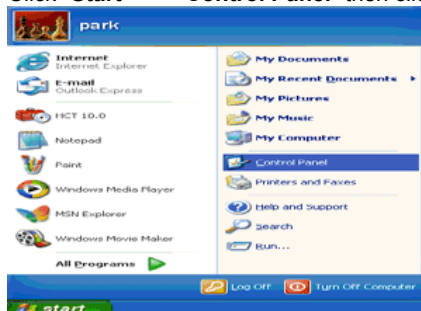 park
Internet
Internet Explorer
E-mail
Outlook Express
HCT 10.0
Notepad
Paint
Windows Media Player
MSN Explorer
Windows Movie Maker
All Programs
My Documents
My Recent Documents
My Pictures
My Music
My Computer
Control Panel
Printers and Faxes
Help and Support
Search
Run...
Log Off
Turn Off Computer
start